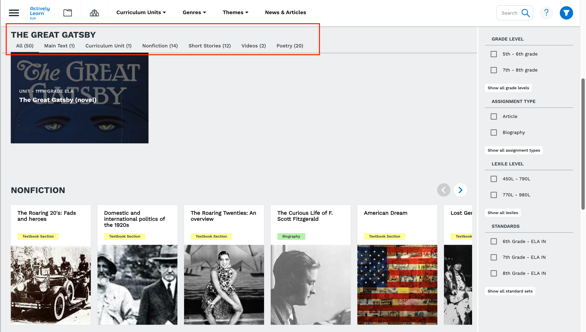 Actively
Learn
Curriculum Units
Genres
Themes
News & Articles
Search
?
THE GREAT GATSBY
All (50)
Main Text (1)
Curriculum Unit (1)
Nonfiction (14)
Short Stories (12)
Videos (2)
Poetry (20)
The GREAT
GATSBY
UNIT - 11TH GRADE ELA
The Great Gatsby (novel)
NONFICTION
The Roaring 20's: Fads
and heroes
Textbook Section
Domestic and
international politics of
the 1920s
Textbook Section
The Roaring Twenties: An
overview
Textbook Section
The Curious Life of F.
Scott Fitzgerald
Biography
American Dream
Textbook Section
Lost Ge
Textbo
GRADE LEVEL
5th - 6th grade
7th - 8th grade
Show all grade levels
ASSIGNMENT TYPE
Article
Biography
Show all assignment types
LEXILE LEVEL
450L - 790L
770L - 980L
Show all lexiles
STANDARDS
6th Grade - ELA IN
7th Grade - ELA IN
8th Grade - ELA IN
Show all standard sets